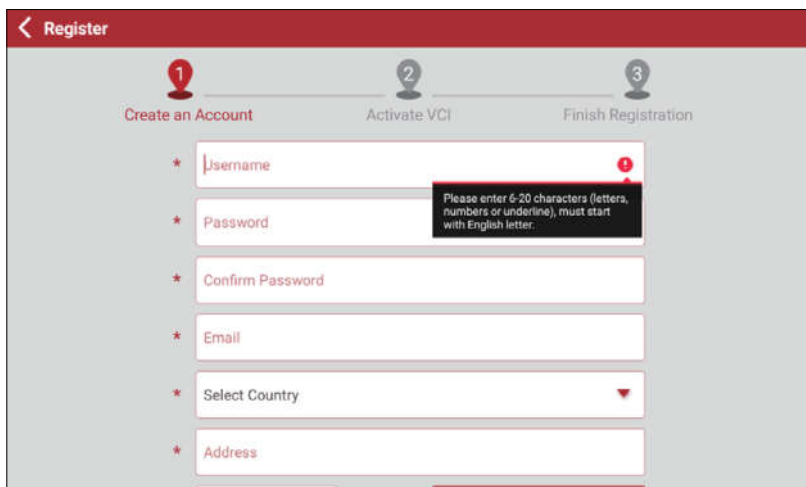 Register
1 2 3
Create an Account Activate VCI Finish Registration
* Username
Please enter 6-20 characters (letters,
numbers or underline), must start
with English letter.
* Password
* Confirm Password
* Email
* Select Country
* Address